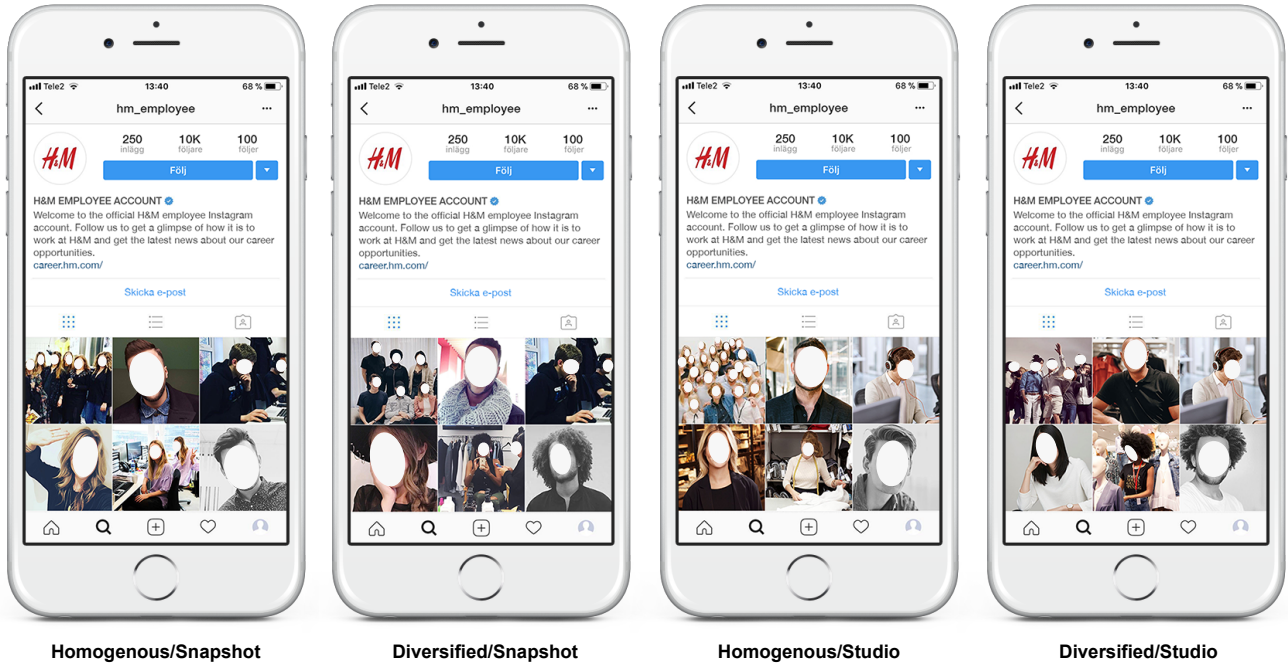 Tele2 13:40 68 %
hm_employee
H&M
250 10K 100
inlägg följare följer
Följ
H&M EMPLOYEE ACCOUNT
Welcome to the official H&M employee Instagram
account. Follow us to get a glimpse of how it is to
work at H&M and get the latest news about our career
opportunities.
career.hm.com/
Skicka e-post
Homogenous/Snapshot
Tele2 13:40 68 %
hm_employee
H&M
250 10K 100
inlägg följare följer
Följ
H&M EMPLOYEE ACCOUNT
Welcome to the official H&M employee Instagram
account. Follow us to get a glimpse of how it is to
work at H&M and get the latest news about our career
opportunities.
career.hm.com/
Skicka e-post
Diversified/Snapshot
Tele2 13:40 68 %
hm_employee
H&M
250 10K 100
inlägg följare följer
Följ
H&M EMPLOYEE ACCOUNT
Welcome to the official H&M employee Instagram
account. Follow us to get a glimpse of how it is to
work at H&M and get the latest news about our career
opportunities.
career.hm.com/
Skicka e-post
Homogenous/Studio
Tele2 13:40 68 %
hm_employee
H&M
250 10K 100
inlägg följare följer
Följ
H&M EMPLOYEE ACCOUNT
Welcome to the official H&M employee Instagram
account. Follow us to get a glimpse of how it is to
work at H&M and get the latest news about our career
opportunities.
career.hm.com/
Skicka e-post
Diversified/Studio